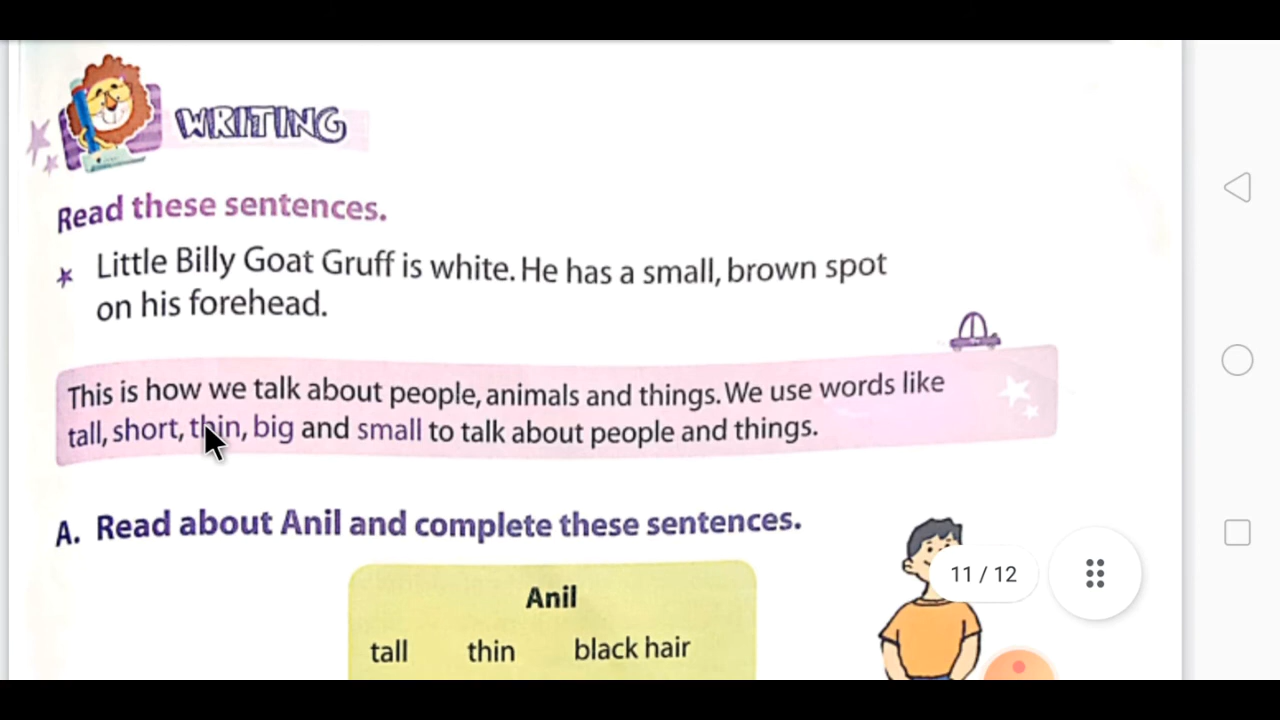 WRITING
Read these sentences.
Little Billy Goat Gruff is white. He has a small, brown spot
on his forehead.
This is how we talk about people, animals and things. We use words like
tall, short, thin, big and small to talk about people and things.
A. Read about Anil and complete these sentences.
11 / 12
Anil
tall thin black hair